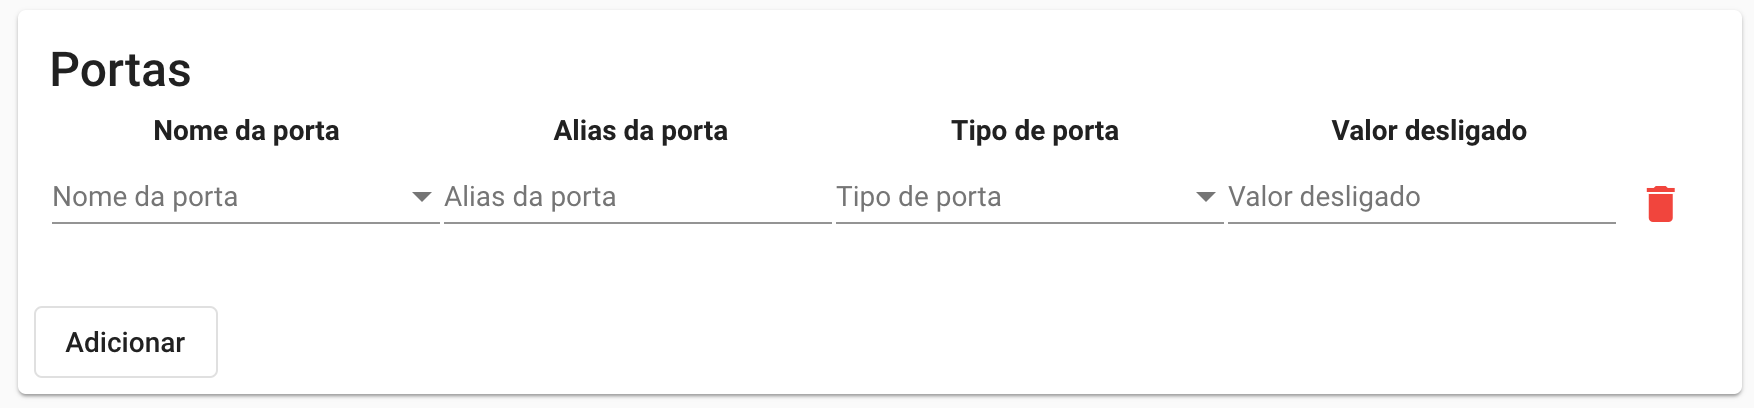 Portas
Nome da porta Alias da porta Tipo de porta Valor desligado
Nome da porta Alias da porta Tipo de porta Valor desligado
Adicionar